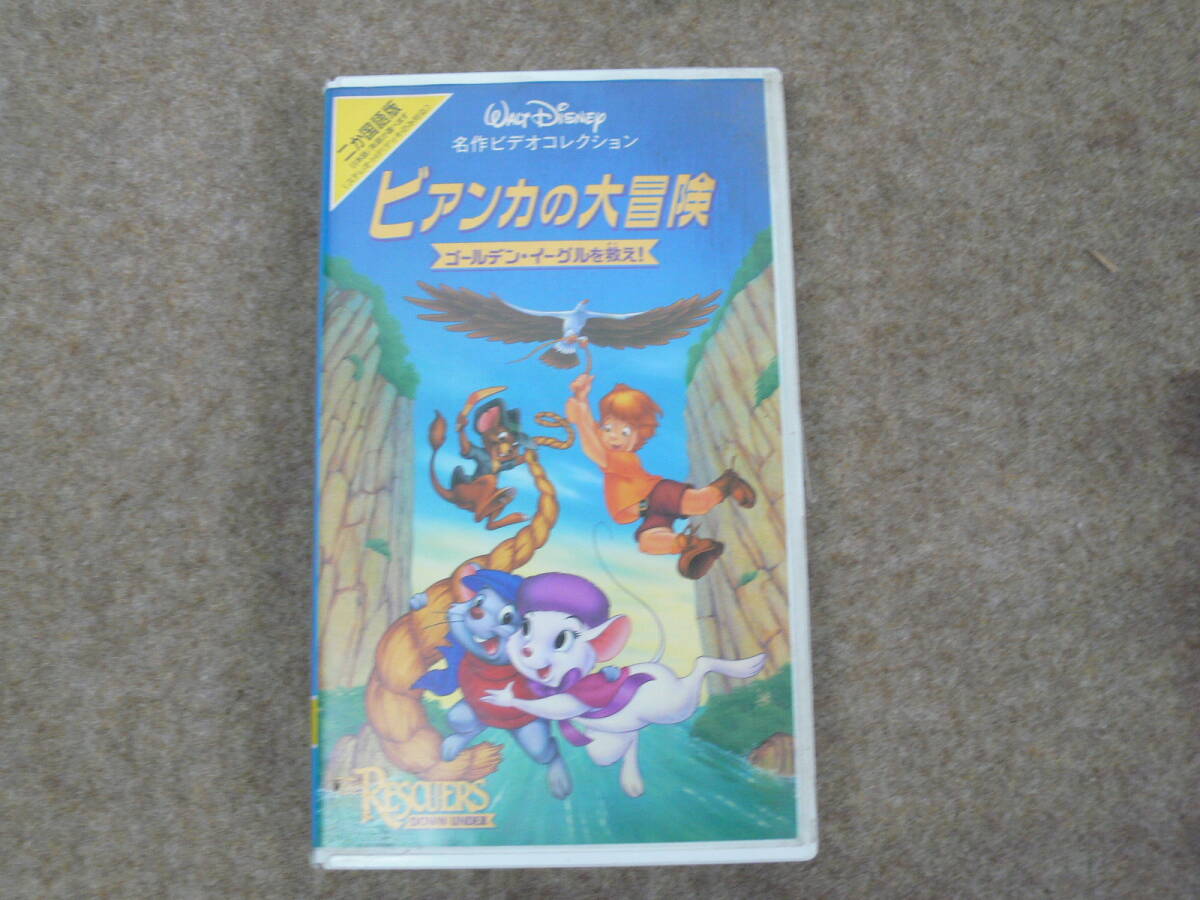 二か国語版
WALT DISNEY
名作ビデオコレクション
ビアンカの大冒険
ゴールデン・イーグルを救え!
THE RESCUERS
DOWN UNDER